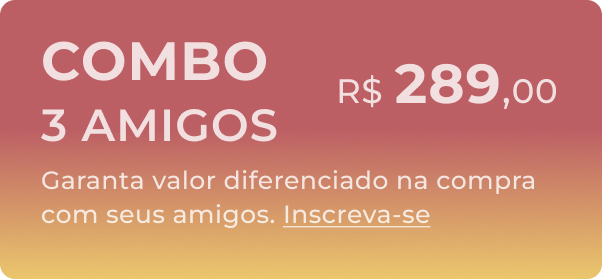 COMBO
3 AMIGOS
R$ 289,00
Garanta valor diferenciado na compra
com seus amigos. Inscreva-se